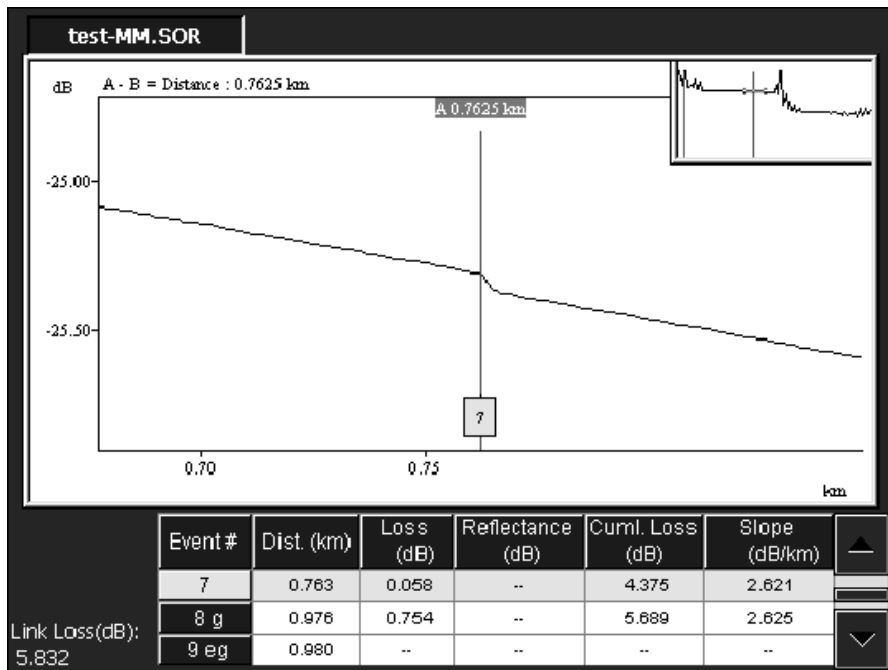 test-MM.SOR
dB A - B = Distance : 0.7625 km
A 0.7625 km
-25.00
-25.50
7
0.70 0.75
km
Event # Dist. (km) Loss (dB) Reflectance (dB) Cuml. Loss (dB) Slope (dB/km)
7 0.763 0.058 -- 4.375 2.621
8 g 0.976 0.754 -- 5.689 2.625
9 eg 0.980 -- -- -- --
Link Loss(dB):
5.832